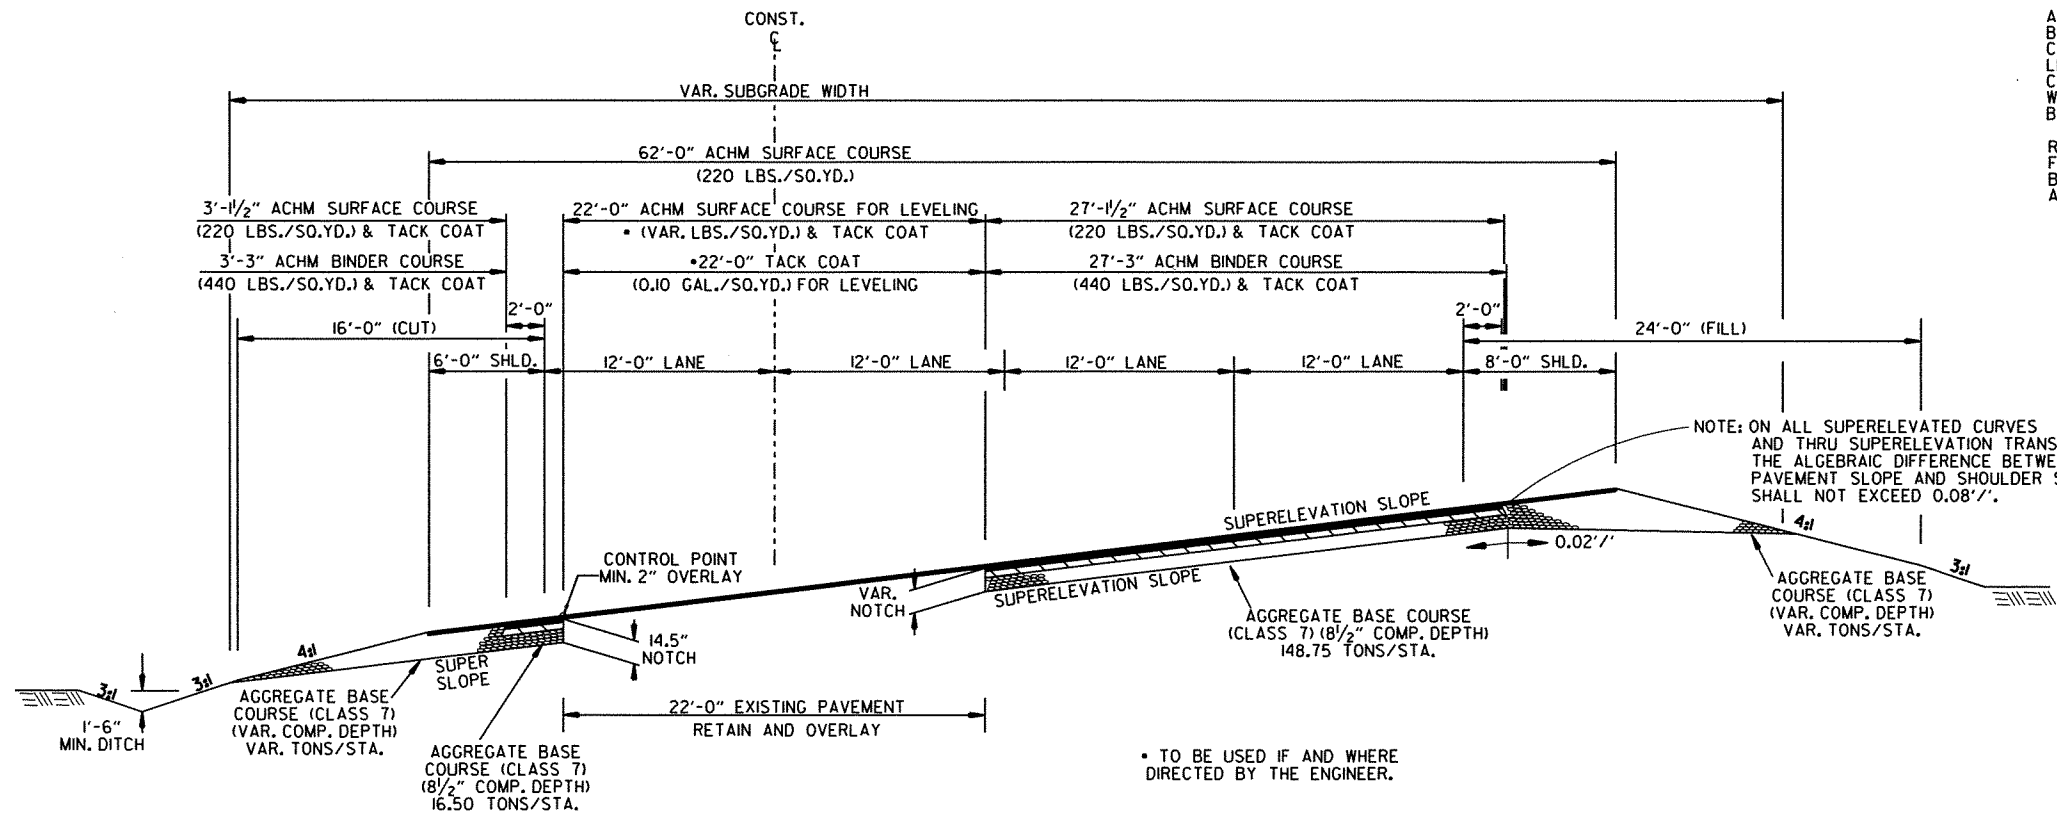 CONST.
℄
VAR. SUBGRADE WIDTH
62'-0" ACHM SURFACE COURSE
(220 LBS./SQ.YD.)
3'-1½" ACHM SURFACE COURSE
(220 LBS./SQ.YD.) & TACK COAT
22'-0" ACHM SURFACE COURSE FOR LEVELING
• (VAR. LBS./SQ.YD.) & TACK COAT
27'-1½" ACHM SURFACE COURSE
(220 LBS./SQ.YD.) & TACK COAT
3'-3" ACHM BINDER COURSE
(440 LBS./SQ.YD.) & TACK COAT
•22'-0" TACK COAT
(0.10 GAL./SQ.YD.) FOR LEVELING
27'-3" ACHM BINDER COURSE
(440 LBS./SQ.YD.) & TACK COAT
2'-0"
2'-0"
16'-0" (CUT)
24'-0" (FILL)
6'-0" SHLD.
12'-0" LANE
12'-0" LANE
12'-0" LANE
12'-0" LANE
8'-0" SHLD.
NOTE: ON ALL SUPERELEVATED CURVES
AND THRU SUPERELEVATION TRANS
THE ALGEBRAIC DIFFERENCE BETWE
PAVEMENT SLOPE AND SHOULDER S
SHALL NOT EXCEED 0.08'/'.
SUPERELEVATION SLOPE
4:1
0.02'/'
3:1
CONTROL POINT
MIN. 2" OVERLAY
VAR.
NOTCH
SUPERELEVATION SLOPE
AGGREGATE BASE COURSE
(CLASS 7) (8½" COMP. DEPTH)
148.75 TONS/STA.
AGGREGATE BASE
COURSE (CLASS 7)
(VAR. COMP. DEPTH)
VAR. TONS/STA.
14.5"
NOTCH
4:1
SUPER
SLOPE
3:1
3:1
1'-6"
MIN. DITCH
AGGREGATE BASE
COURSE (CLASS 7)
(VAR. COMP. DEPTH)
VAR. TONS/STA.
22'-0" EXISTING PAVEMENT
RETAIN AND OVERLAY
AGGREGATE BASE
COURSE (CLASS 7)
(8½" COMP. DEPTH)
16.50 TONS/STA.
• TO BE USED IF AND WHERE
DIRECTED BY THE ENGINEER.
A
B
C
L
C
W
B
R
F
B
A